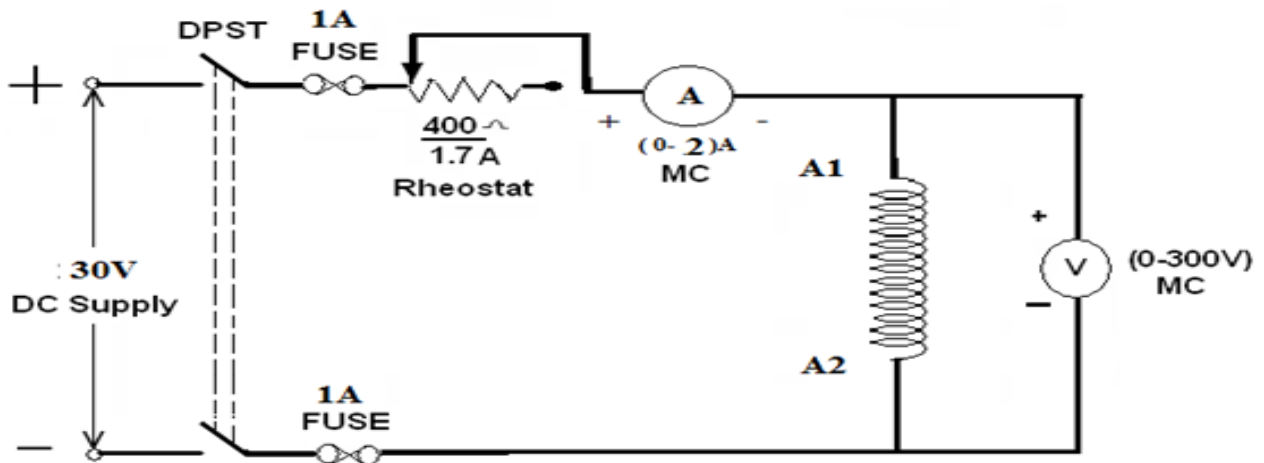 DPST
1A
FUSE
+
400 Ω
1.7 A
Rheostat
A
+ -
(0-2)A
MC
A1
A2
+
V
-
(0-300V)
MC
: 30V
DC Supply
1A
FUSE
-